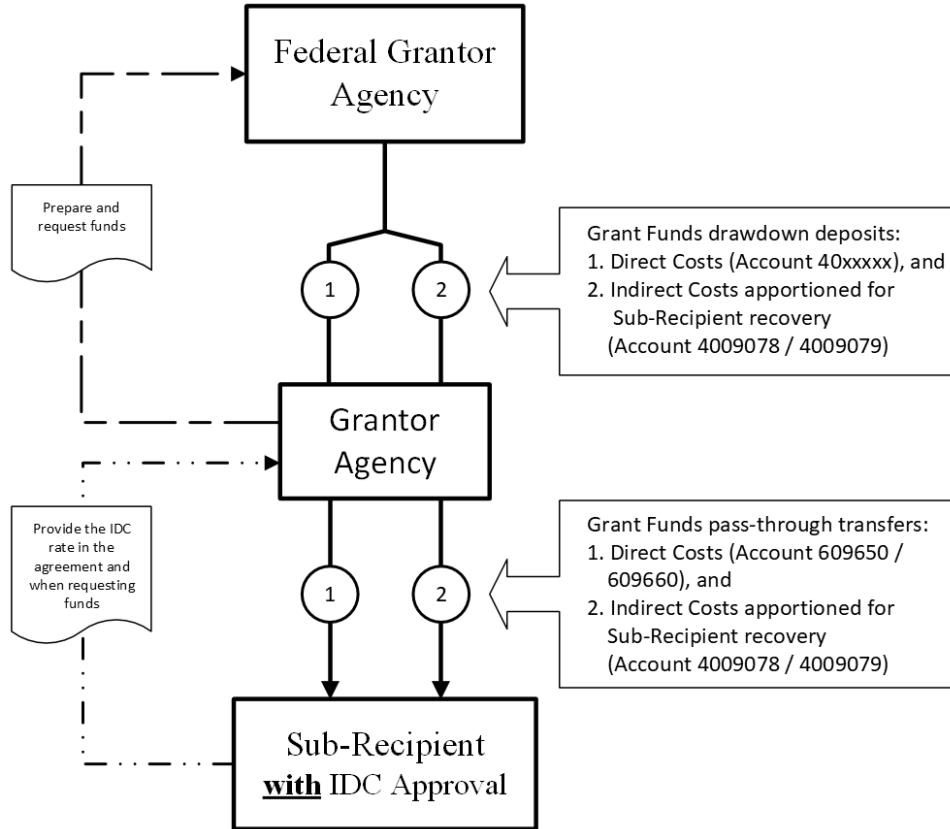 Federal Grantor
Agency
Prepare and
request funds
Grant Funds drawdown deposits:
1. Direct Costs (Account 40xxxxx), and
2. Indirect Costs apportioned for
Sub-Recipient recovery
(Account 4009078 / 4009079)
1
2
Grantor
Agency
Provide the IDC
rate in the
agreement and
when requesting
funds
Grant Funds pass-through transfers:
1. Direct Costs (Account 609650 /
609660), and
2. Indirect Costs apportioned for
Sub-Recipient recovery
(Account 4009078 / 4009079)
1
2
Sub-Recipient
with IDC Approval